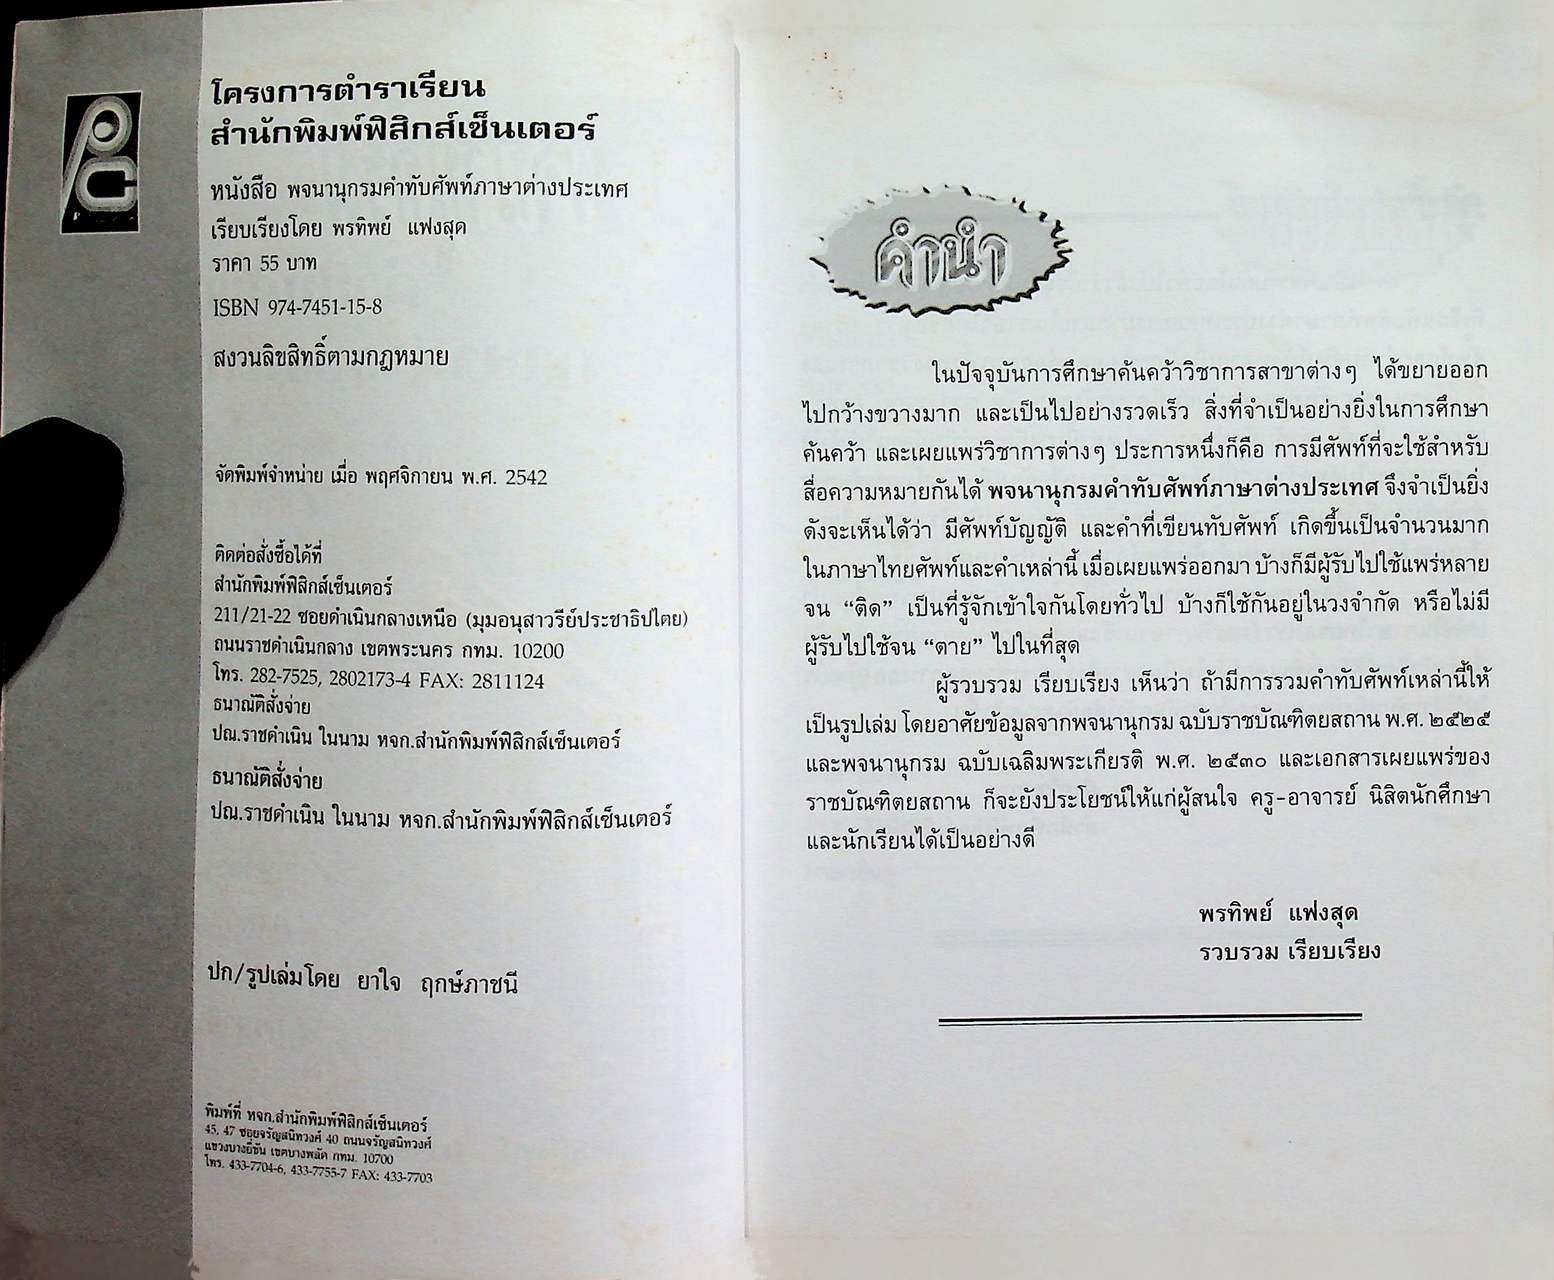 โครงการตำราเรียน
สำนักพิมพ์ฟิสิกส์เซ็นเตอร์
หนังสือ พจนานุกรมคำทับศัพท์ภาษาต่างประเทศ
เรียบเรียงโดย พรทิพย์ แฟงสุด
ราคา 55 บาท
ISBN 974-7451-15-8
สงวนลิขสิทธิ์ตามกฎหมาย
จัดพิมพ์จำหน่าย เมื่อ พฤศจิกายน พ.ศ. 2542
ติดต่อสั่งซื้อได้ที่
สำนักพิมพ์ฟิสิกส์เซ็นเตอร์
211/21-22 ซอยดำเนินกลางเหนือ (มุมอนุสาวรีย์ประชาธิปไตย)
ถนนราชดำเนินกลาง เขตพระนคร กทม. 10200
โทร. 282-7525, 2802173-4 FAX: 2811124
ธนาณัติสั่งจ่าย
ปณ.ราชดำเนิน ในนาม หจก.สำนักพิมพ์ฟิสิกส์เซ็นเตอร์
ธนาณัติสั่งจ่าย
ปณ.ราชดำเนิน ในนาม หจก.สำนักพิมพ์ฟิสิกส์เซ็นเตอร์
ปก/รูปเล่มโดย ยาใจ ฤกษ์ภาชนี
พิมพ์ที่ หจก.สำนักพิมพ์ฟิสิกส์เซ็นเตอร์
45, 47 ซอยจรัญสนิทวงศ์ 40 ถนนจรัญสนิทวงศ์
แขวงบางยี่ขัน เขตบางพลัด กทม. 10700
โทร. 433-7704-6, 433-7755-7 FAX: 433-7703
คำนำ
ในปัจจุบันการศึกษาค้นคว้าวิชาการสาขาต่างๆ ได้ขยายออก
ไปกว้างขวางมาก และเป็นไปอย่างรวดเร็ว สิ่งที่จำเป็นอย่างยิ่งในการศึกษา
ค้นคว้า และเผยแพร่วิชาการต่างๆ ประการหนึ่งก็คือ การมีศัพท์ที่จะใช้สำหรับ
สื่อความหมายกันได้ พจนานุกรมคำทับศัพท์ภาษาต่างประเทศ จึงจำเป็นยิ่ง
ดังจะเห็นได้ว่า มีศัพท์บัญญัติ และคำที่เขียนทับศัพท์ เกิดขึ้นเป็นจำนวนมาก
ในภาษาไทยศัพท์และคำเหล่านี้ เมื่อเผยแพร่ออกมา บ้างก็มีผู้รับไปใช้แพร่หลาย
จน “ติด” เป็นที่รู้จักเข้าใจกันโดยทั่วไป บ้างก็ใช้กันอยู่ในวงจำกัด หรือไม่มี
ผู้รับไปใช้จน “ตาย” ไปในที่สุด
ผู้รวบรวม เรียบเรียง เห็นว่า ถ้ามีการรวมคำทับศัพท์เหล่านี้ให้
เป็นรูปเล่ม โดยอาศัยข้อมูลจากพจนานุกรม ฉบับราชบัณฑิตยสถาน พ.ศ. ๒๕๒๕
และพจนานุกรม ฉบับเฉลิมพระเกียรติ พ.ศ. ๒๕๓๐ และเอกสารเผยแพร่ของ
ราชบัณฑิตยสถาน ก็จะยังประโยชน์ให้แก่ผู้สนใจ ครู-อาจารย์ นิสิตนักศึกษา
และนักเรียนได้เป็นอย่างดี
พรทิพย์ แฟงสุด
รวบรวม เรียบเรียง